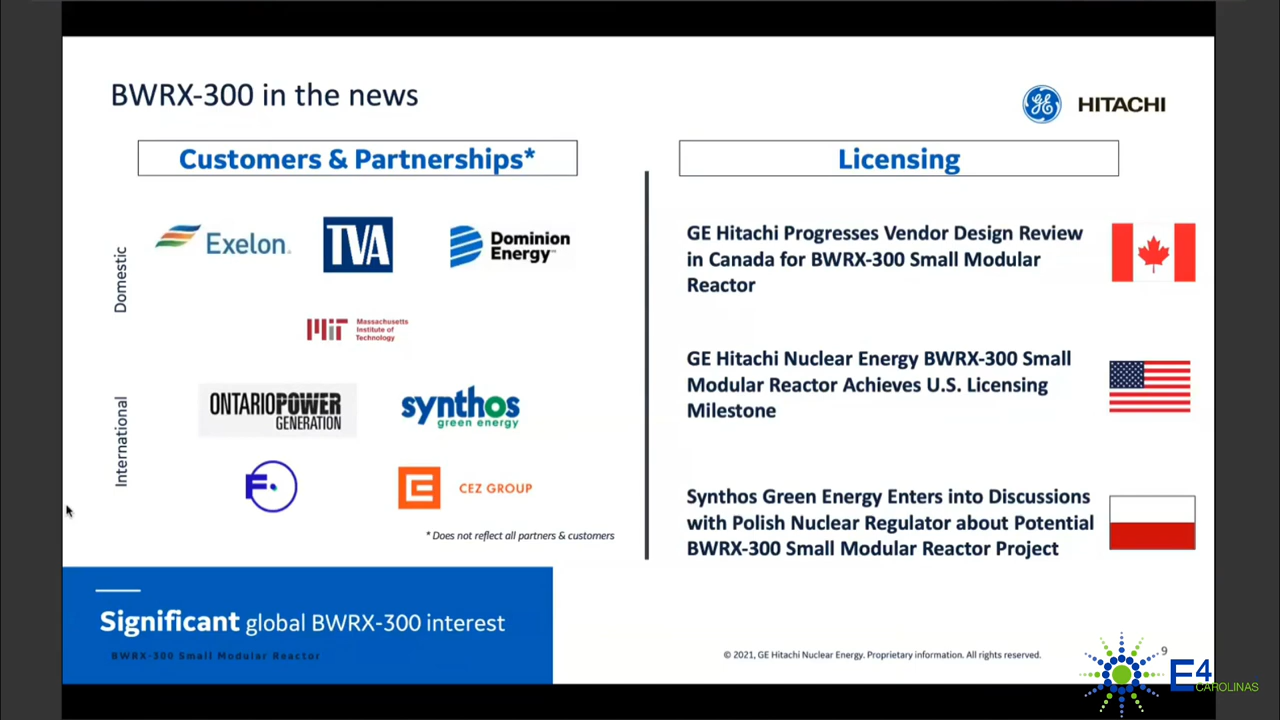 BWRX-300 in the news
GE HITACHI
Customers & Partnerships*
Domestic
Exelon.
TVA
Dominion
Energy™
MIT
Massachusetts
Institute of
Technology
International
ONTARIOPOWER
GENERATION
synthos
green energy
F
CEZ GROUP
* Does not reflect all partners & customers
Licensing
GE Hitachi Progresses Vendor Design Review
in Canada for BWRX-300 Small Modular
Reactor
GE Hitachi Nuclear Energy BWRX-300 Small
Modular Reactor Achieves U.S. Licensing
Milestone
Synthos Green Energy Enters into Discussions
with Polish Nuclear Regulator about Potential
BWRX-300 Small Modular Reactor Project
Significant global BWRX-300 interest
BWRX-300 Small Modular Reactor
© 2021, GE Hitachi Nuclear Energy. Proprietary information. All rights reserved.
9
E4
CAROLINAS